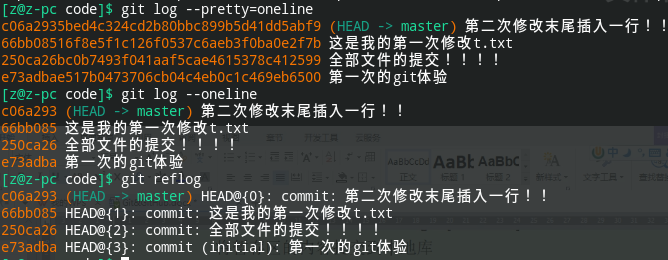 [z@z-pc code]$ git log --pretty=oneline
c06a2935bed4c324cd2b80bbc899b5d41dd5abf9 (HEAD -> master) 第二次修改末尾插入一行！！
66bb08516f8e5f1c126f0537c6aeb3f0ba0e2f7b 这是我的第一次修改t.txt
250ca26bc0b7493f041aaf5cae4615378c412599 全部文件的提交！！！！
e73adbae517b0473706cb04c4eb0c1c469eb6500 第一次的git体验
[z@z-pc code]$ git log --oneline
c06a293 (HEAD -> master) 第二次修改末尾插入一行！！
66bb085 这是我的第一次修改t.txt
250ca26 全部文件的提交！！！！
e73adba 第一次的git体验
[z@z-pc code]$ git reflog
c06a293 (HEAD -> master) HEAD@{0}: commit: 第二次修改末尾插入一行！！
66bb085 HEAD@{1}: commit: 这是我的第一次修改t.txt
250ca26 HEAD@{2}: commit: 全部文件的提交！！！！
e73adba HEAD@{3}: commit (initial): 第一次的git体验